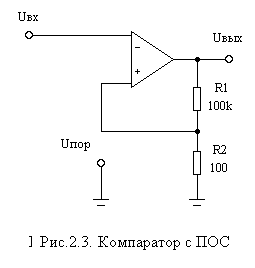 Uвх
Uвых
−
+
R1
100k
Uпор
R2
100
1 Рис.2.3. Компаратор с ПОС